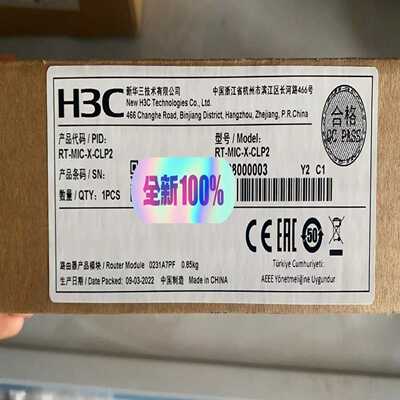 H3C
新华三技术有限公司
New H3C Technologies Co., Ltd.
中国浙江省杭州市滨江区长河路466号
466 Changhe Road, Binjiang District, Hangzhou, Zhejiang, P.R.China
合格
QC PASS
产品代码 / PID:
RT-MIC-X-CLP2
型号 / Model:
RT-MIC-X-CLP2
产品条码 / SN:
8000003
Y2 C1
数量 / QTY: 1PCS
全新100%
CE EAC 50
Türkiye Cumhuriyeti:
AEEE Yönetmeliğine Uygundur
路由器产品模块 / Router Module 0231A7PF 0.85kg
生产日期 / Date Packed: 09-03-2022 中国制造 / Made in CHINA